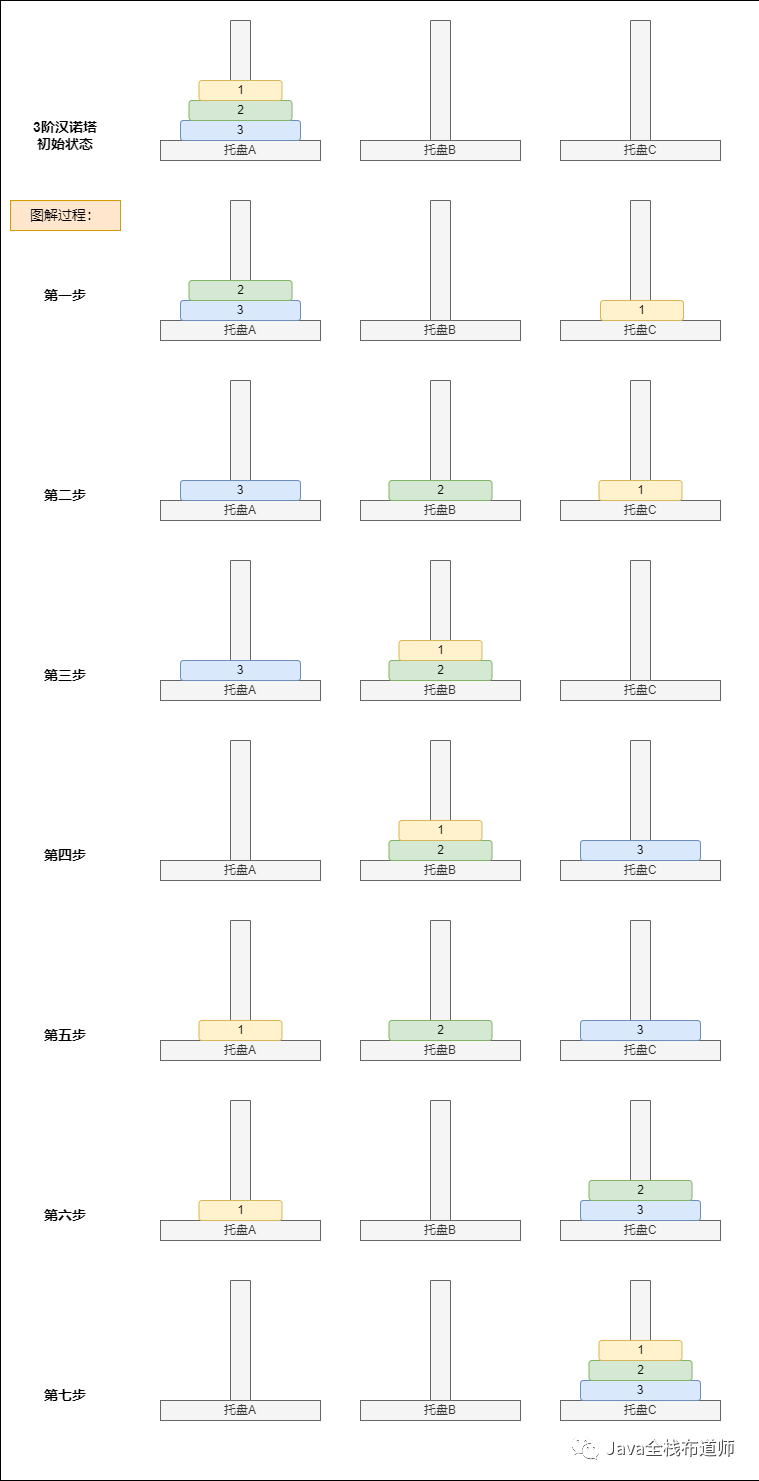 1
2
3阶汉诺塔
初始状态
3
托盘A
托盘B
托盘C
图解过程：
第一步
2
3
1
托盘A
托盘B
托盘C
第二步
3
2
1
托盘A
托盘B
托盘C
第三步
1
3
2
托盘A
托盘B
托盘C
第四步
1
2
3
托盘A
托盘B
托盘C
第五步
1
2
3
托盘A
托盘B
托盘C
第六步
2
1
3
托盘A
托盘B
托盘C
第七步
1
2
3
托盘A
托盘B
托盘C
Java全栈布道师